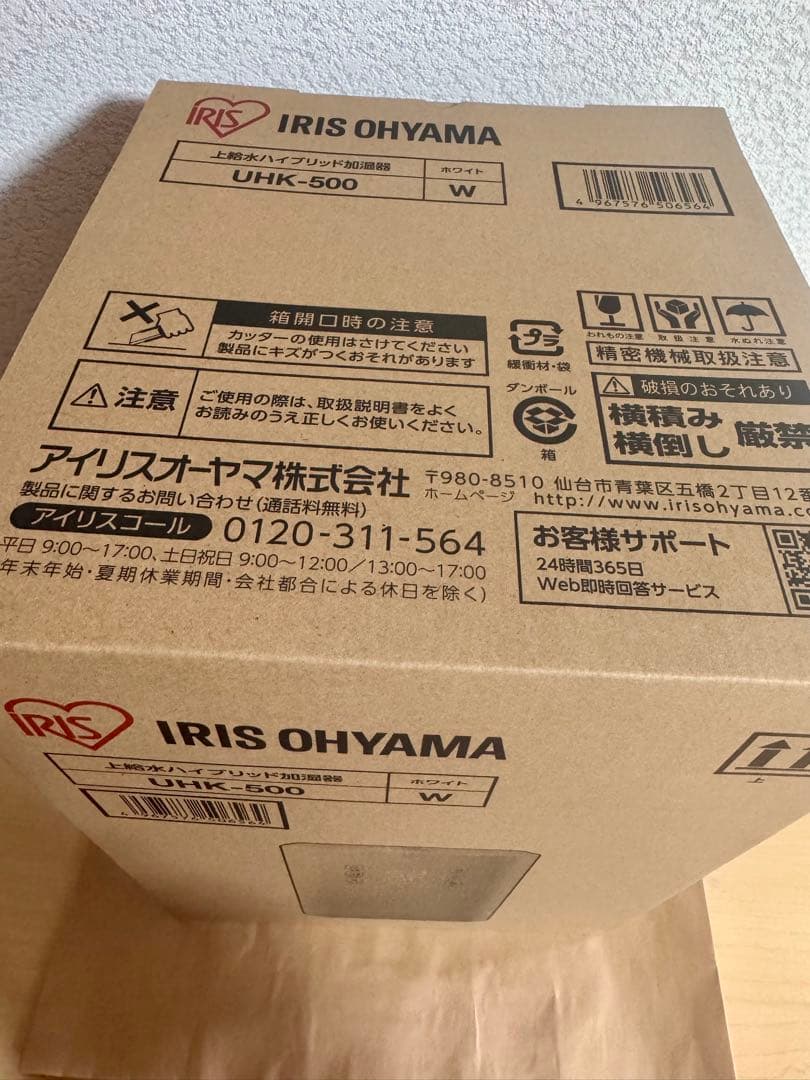 IRIS IRIS OHYAMA
上給水ハイブリッド加湿器 ホワイト
UHK-500 W
4 967576 506564
箱開口時の注意
カッターの使用はさけてください
製品にキズがつくおそれがあります
プラ
緩衝材・袋
われもの注意 取扱注意 水ぬれ注意
精密機械取扱注意
注意
ご使用の際は、取扱説明書をよく
お読みのうえ正しくお使いください。
ダンボール
箱
破損のおそれあり
横積み
横倒し 厳禁
アイリスオーヤマ株式会社
〒980-8510 仙台市青葉区五橋2丁目12番
ホームページ http://www.irisohyama.co
製品に関するお問い合わせ(通話料無料)
アイリスコール 0120-311-564
平日 9:00〜17:00、土日祝日 9:00〜12:00/13:00〜17:00
年末年始・夏期休業期間・会社都合による休日を除く)
お客様サポート
24時間365日
Web即時回答サービス
IRIS IRIS OHYAMA
上給水ハイブリッド加湿器 ホワイト
UHK-500 W
上